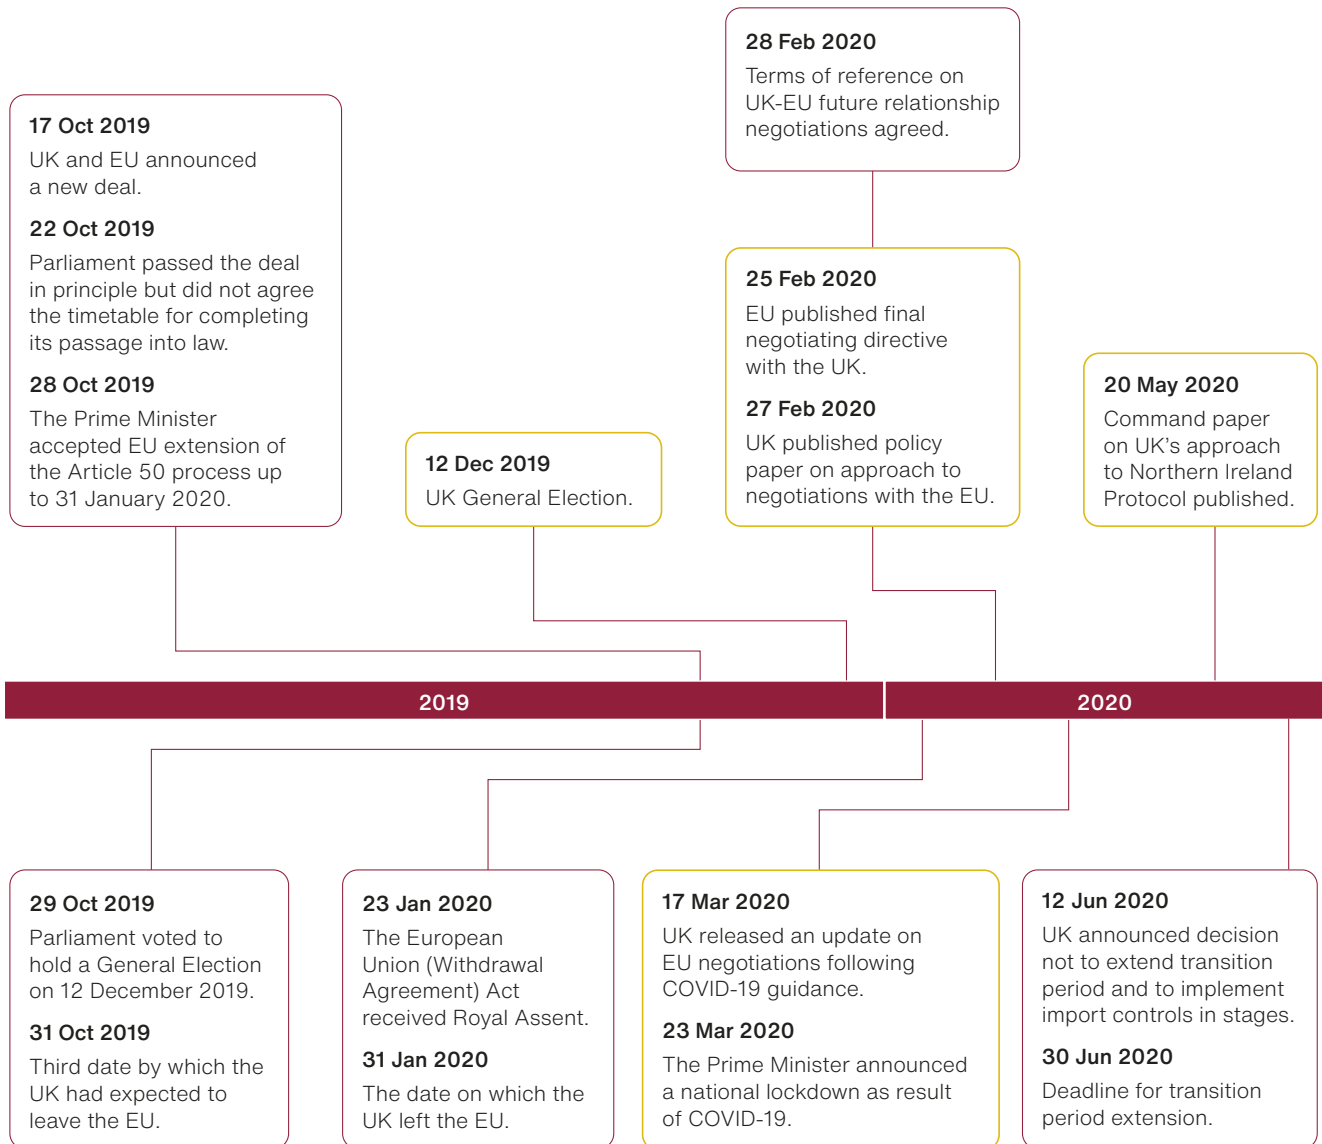 28 Feb 2020
Terms of reference on
UK-EU future relationship
negotiations agreed.
17 Oct 2019
UK and EU announced
a new deal.
22 Oct 2019
Parliament passed the deal
in principle but did not agree
the timetable for completing
its passage into law.
28 Oct 2019
The Prime Minister
accepted EU extension of
the Article 50 process up
to 31 January 2020.
12 Dec 2019
UK General Election.
25 Feb 2020
EU published final
negotiating directive
with the UK.
27 Feb 2020
UK published policy
paper on approach to
negotiations with the EU.
20 May 2020
Command paper
on UK’s approach
to Northern Ireland
Protocol published.
2019
2020
29 Oct 2019
Parliament voted to
hold a General Election
on 12 December 2019.
31 Oct 2019
Third date by which the
UK had expected to
leave the EU.
23 Jan 2020
The European
Union (Withdrawal
Agreement) Act
received Royal Assent.
31 Jan 2020
The date on which the
UK left the EU.
17 Mar 2020
UK released an update on
EU negotiations following
COVID-19 guidance.
23 Mar 2020
The Prime Minister announced
a national lockdown as result
of COVID-19.
12 Jun 2020
UK announced decision
not to extend transition
period and to implement
import controls in stages.
30 Jun 2020
Deadline for transition
period extension.